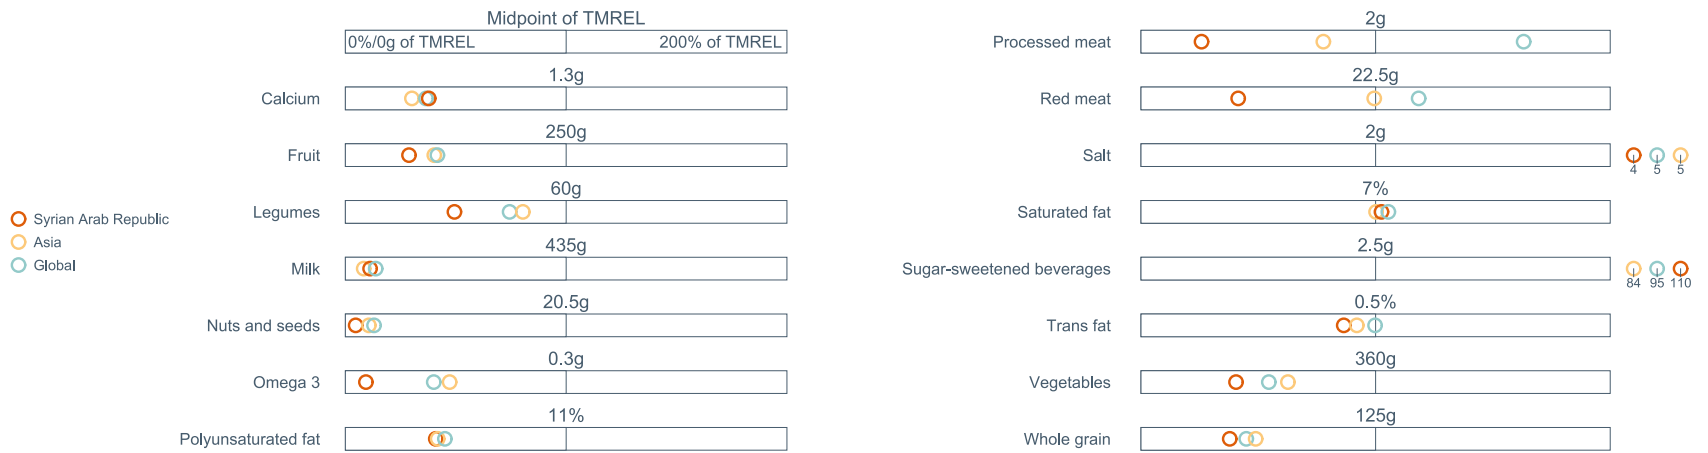 Midpoint of TMREL
0%/0g of TMREL 200% of TMREL
1.3g
Calcium
250g
Fruit
60g
Legumes
435g
Milk
20.5g
Nuts and seeds
0.3g
Omega 3
11%
Polyunsaturated fat
Syrian Arab Republic
Asia
Global
2g
Processed meat
22.5g
Red meat
2g
Salt
4 5 5
7%
Saturated fat
2.5g
Sugar-sweetened beverages
84 95 110
0.5%
Trans fat
360g
Vegetables
125g
Whole grain